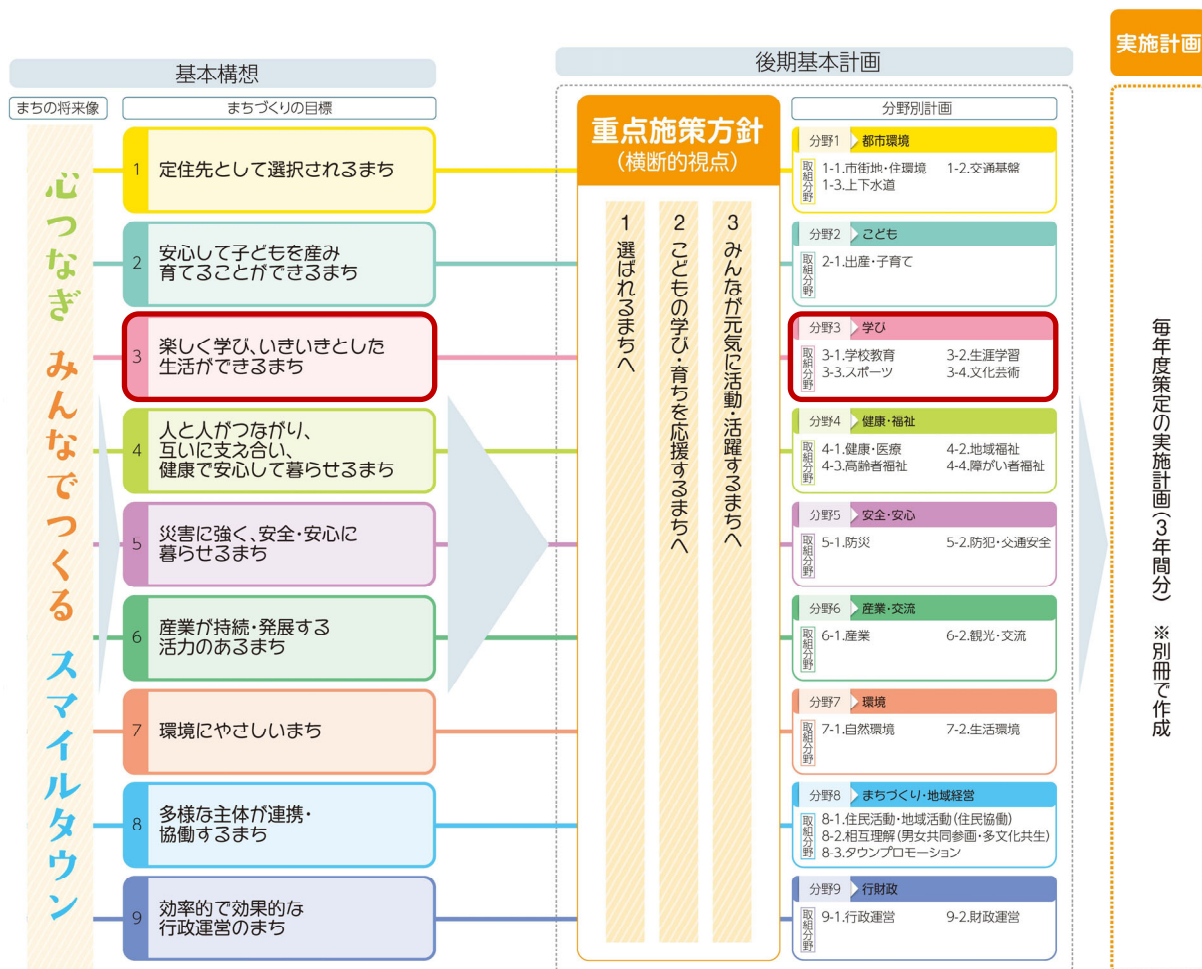 実施計画
基本構想
後期基本計画
まちの将来像
まちづくりの目標
心つなぎ みんなでつくる スマイルタウン
1 定住先として選択されるまち
2 安心して子どもを産み
育てることができるまち
3 楽しく学び、いきいきとした
生活ができるまち
4 人と人がつながり、
互いに支え合い、
健康で安心して暮らせるまち
5 災害に強く、安全・安心に
暮らせるまち
6 産業が持続・発展する
活力のあるまち
7 環境にやさしいまち
8 多様な主体が連携・
協働するまち
9 効率的で効果的な
行政運営のまち
重点施策方針
(横断的視点)
1 選ばれるまちへ
2 こどもの学び・育ちを応援するまちへ
3 みんなが元気に活動・活躍するまちへ
分野別計画
分野1 都市環境
取組分野
1-1.市街地・住環境 1-2.交通基盤
1-3.上下水道
分野2 こども
取組分野
2-1.出産・子育て
分野3 学び
取組分野
3-1.学校教育 3-2.生涯学習
3-3.スポーツ 3-4.文化芸術
分野4 健康・福祉
取組分野
4-1.健康・医療 4-2.地域福祉
4-3.高齢者福祉 4-4.障がい者福祉
分野5 安全・安心
取組分野
5-1.防災 5-2.防犯・交通安全
分野6 産業・交流
取組分野
6-1.産業 6-2.観光・交流
分野7 環境
取組分野
7-1.自然環境 7-2.生活環境
分野8 まちづくり・地域経営
取組分野
8-1.住民活動・地域活動(住民協働)
8-2.相互理解(男女共同参画・多文化共生)
8-3.タウンプロモーション
分野9 行財政
取組分野
9-1.行政運営 9-2.財政運営
毎年度策定の実施計画(3年間分) ※別冊で作成